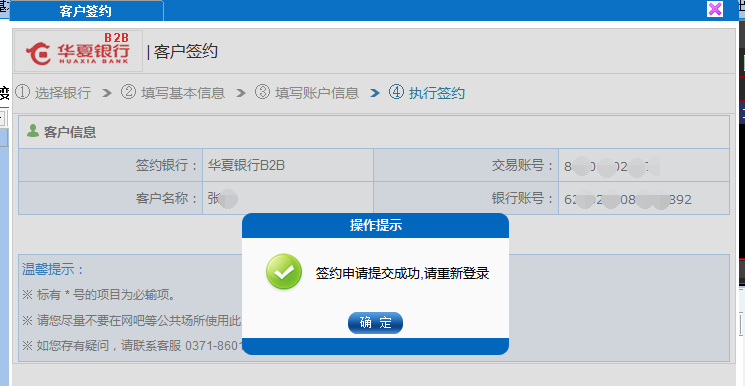 客户签约
B2B
华夏银行
HUAXIA BANK
| 客户签约
① 选择银行 > ② 填写基本信息 > ③ 填写账户信息 > ④ 执行签约
客户信息
签约银行： 华夏银行B2B 交易账号： 8
客户名称： 张 银行账号： 892
操作提示
签约申请提交成功,请重新登录
确 定
温馨提示：
※ 标有 * 号的项目为必输项。
※ 请您尽量不要在网吧等公共场所使用此
※ 如您存有疑问，请联系客服 0371-8601